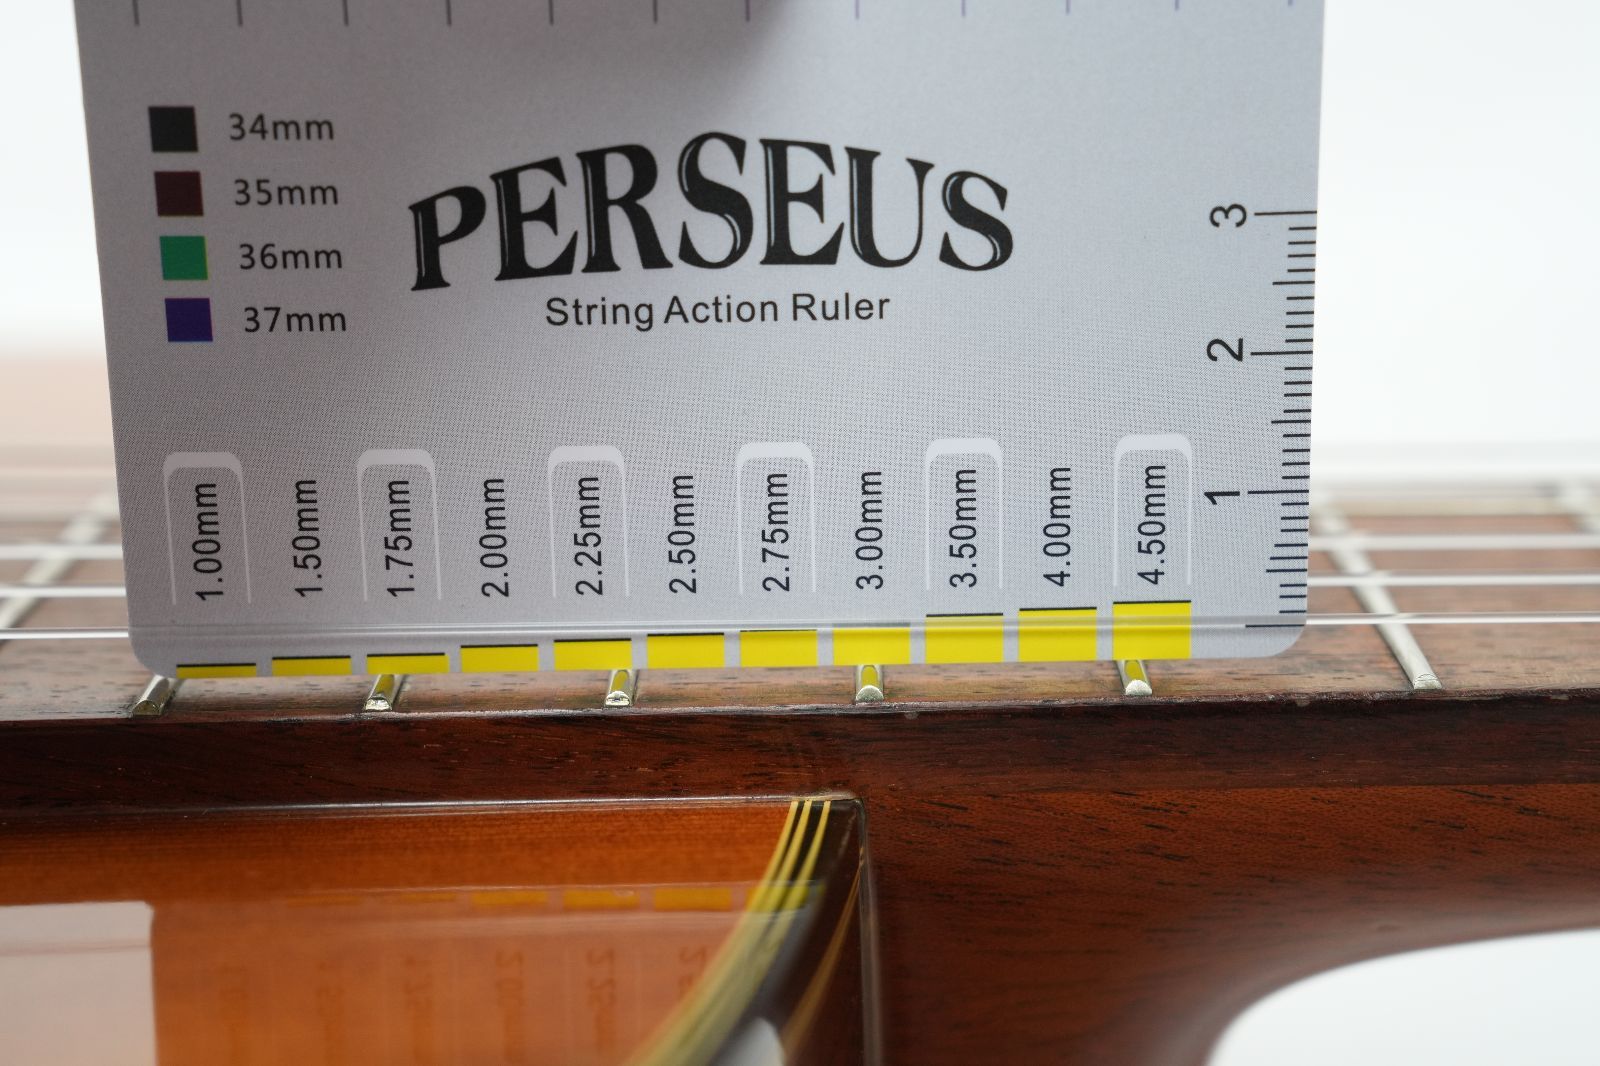 34mm
35mm
36mm
37mm
PERSEUS
String Action Ruler
3
2
1
1.00mm
1.50mm
1.75mm
2.00mm
2.25mm
2.50mm
2.75mm
3.00mm
3.50mm
4.00mm
4.50mm